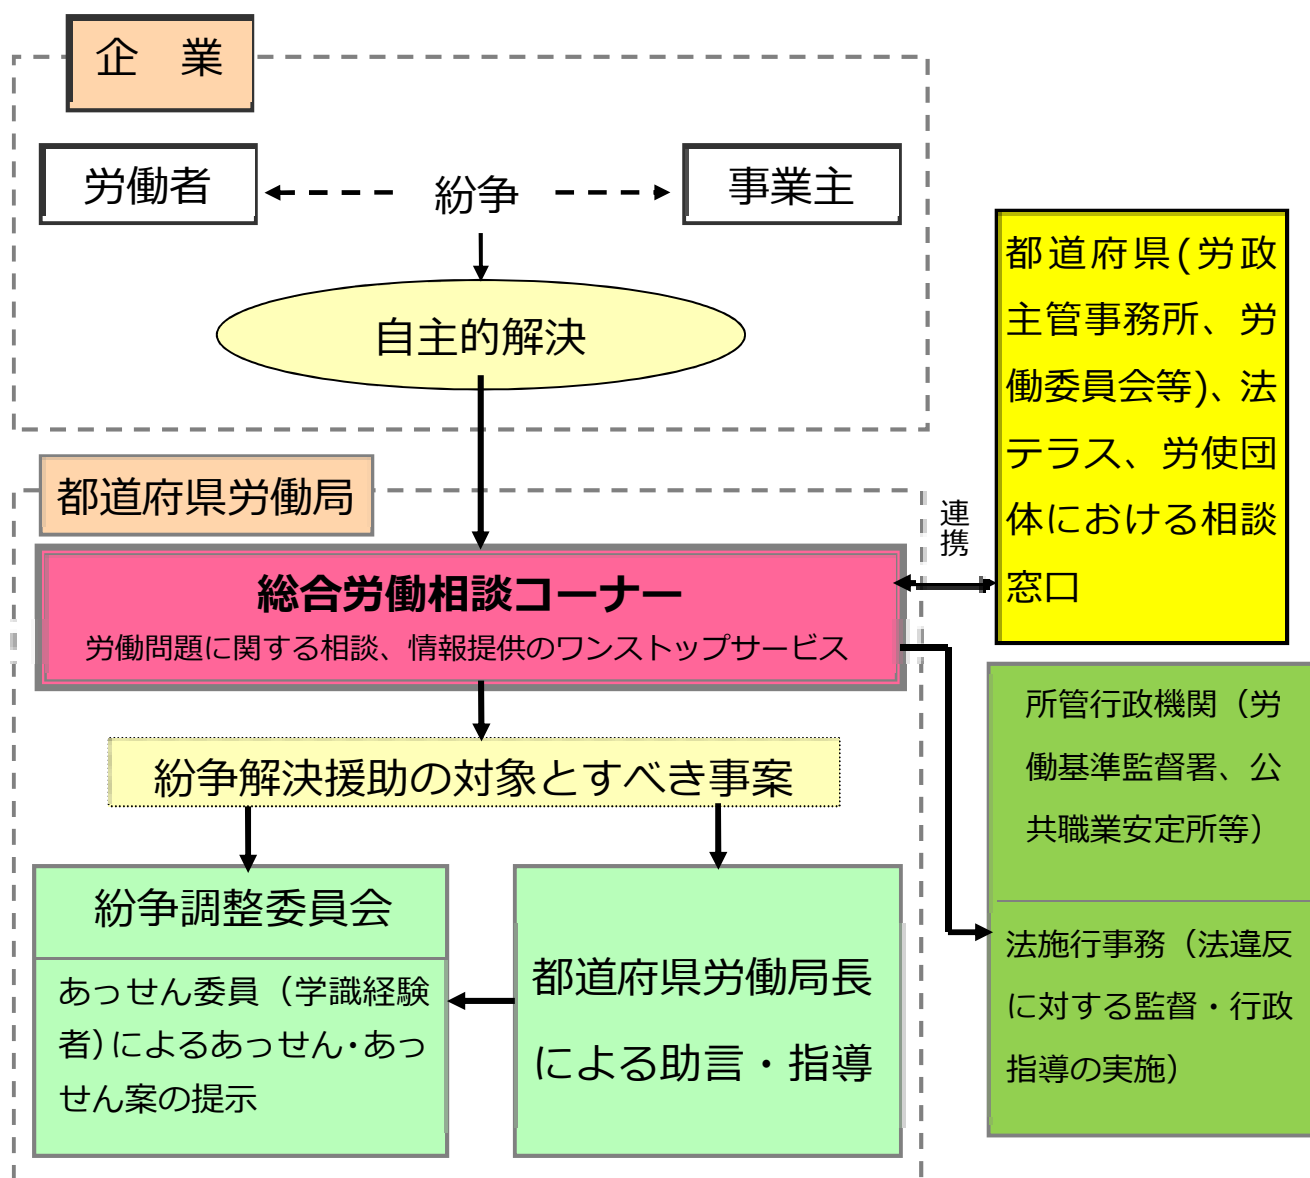 企　業
労働者
紛争
事業主
自主的解決
都道府県(労政
主管事務所、労
働委員会等)、法
テラス、労使団
体における相談
窓口
都道府県労働局
連携
総合労働相談コーナー
労働問題に関する相談、情報提供のワンストップサービス
所管行政機関（労
働基準監督署、公
共職業安定所等）
法施行事務（法違反
に対する監督・行政
指導の実施）
紛争解決援助の対象とすべき事案
紛争調整委員会
あっせん委員（学識経験
者)によるあっせん・あっ
せん案の提示
都道府県労働局長
による助言・指導